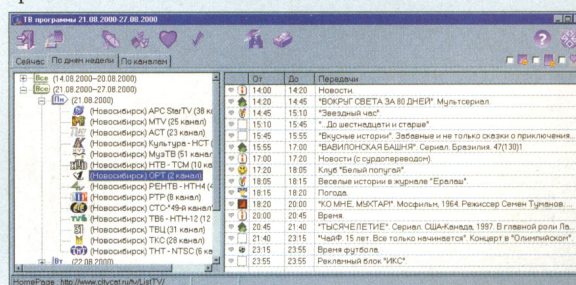 ТВ программы 21.08.2000-27.08.2000
Сейчас По дням недели По каналам
Все (14.08.2000-20.08.2000)
Все (21.08.2000-27.08.2000)
Пн (21.08.2000)
(Новосибирск) АРС StarTV (38 к
(Новосибирск) MTV (25 канал)
(Новосибирск) АСТ (23 канал)
(Новосибирск) Культура - НСТ (
(Новосибирск) МузТВ (51 канал
(Новосибирск) НТВ - ТСМ (10 ка
(Новосибирск) ОРТ (2 канал)
(Новосибирск) РЕНТВ - НТН4 (4
(Новосибирск) РТР (8 канал)
(Новосибирск) СТС-"49-й канал"
(Новосибирск) ТВ6 - НТН-12 (12
(Новосибирск) ТВЦ (31 канал)
(Новосибирск) ТКС (28 канал)
(Новосибирск) ТНТ - NTSC (6 ка
Вт (22.08.2000)
От До Передачи
14:00 14:20 Новости.
14:20 14:45 "ВОКРУГ СВЕТА ЗА 80 ДНЕЙ". Мультсериал.
14:45 15:10 "Звездный час"
15:10 15:45 "...До шестнадцати и старше"
15:45 15:55 "Вкусные истории". Забавные и не только сказки о приключения...
15:55 17:00 "ВАВИЛОНСКАЯ БАШНЯ". Сериал. Бразилия. 47(130)1
17:00 17:20 Новости (с сурдопереводом).
17:20 18:05 Клуб "Белый попугай".
18:05 18:15 Веселые истории в журнале "Ералаш".
18:15 18:20 Погода.
18:20 20:00 "КО МНЕ, МУХТАР!". Мосфильм, 1964. Режиссер Семен Туманов. ...
20:00 20:45 Время.
20:45 21:40 "ТЫСЯЧЕЛЕТИЕ". Сериал. США-Канада, 1997. В главной роли Ла...
21:40 23:15 "ЧайФ. 15 лет. Все только начинается". Концерт в "Олимпийском".
23:15 23:55 Время футбола.
23:55 23:55 Рекламный блок "ИКС".
HomePage: http://www.citycat.ru/tv/ListTV/